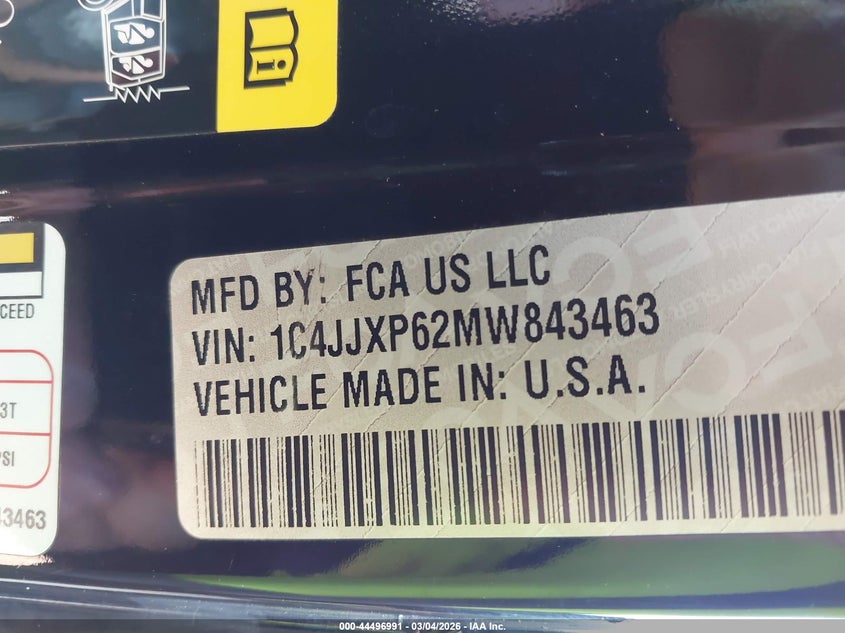 MFD BY: FCA US LLC
VIN: 1C4JJXP62MW843463
VEHICLE MADE IN: U.S.A.
CEED
3T
PSI
43463
000-44496991 - 03/04/2026 - IAA Inc.